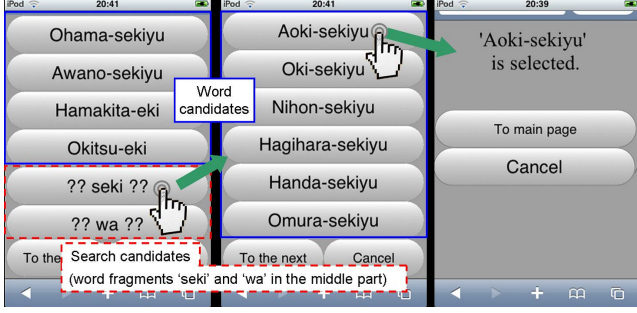 iPod 20:41
Ohama-sekiyu
Awano-sekiyu
Hamakita-eki
Okitsu-eki
?? seki ??
?? wa ??
To the
Search candidates
(word fragments 'seki' and 'wa' in the middle part)
Word
candidates
iPod 20:41
Aoki-sekiyu
Oki-sekiyu
Nihon-sekiyu
Hagihara-sekiyu
Handa-sekiyu
Omura-sekiyu
To the next Cancel
iPod 20:39
'Aoki-sekiyu'
is selected.
To main page
Cancel